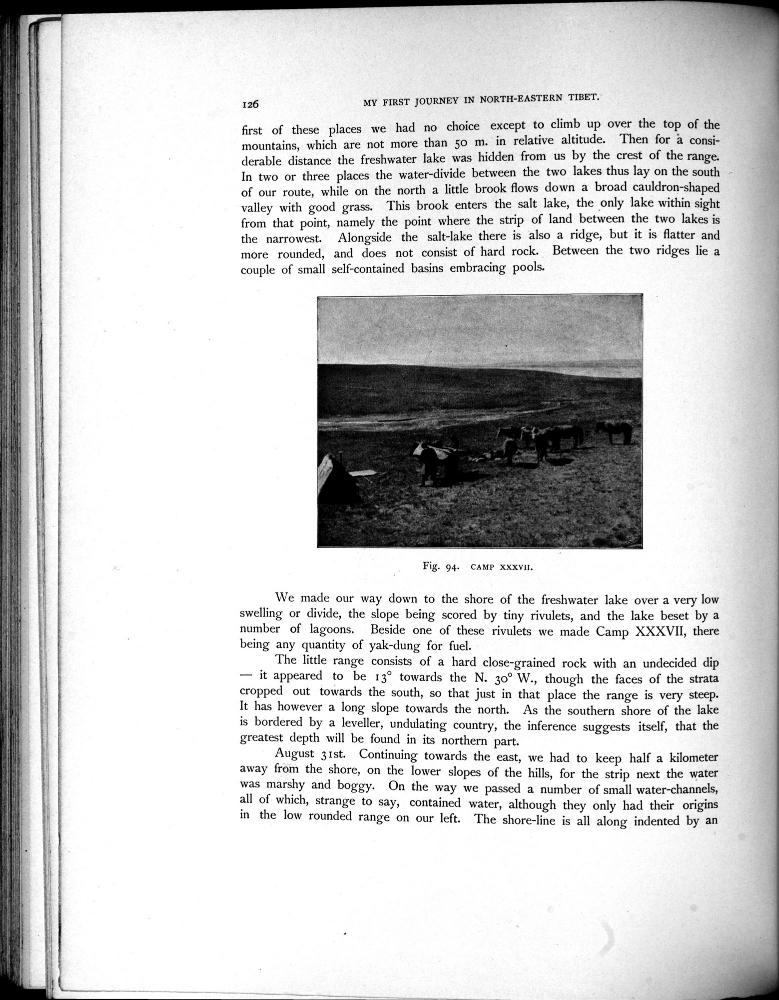 126 MY FIRST JOURNEY IN NORTH-EASTERN TIBET.
first of these places we had no choice except to climb up over the top of the
mountains, which are not more than 50 m. in relative altitude. Then for a consi-
derable distance the freshwater lake was hidden from us by the crest of the range.
In two or three places the water-divide between the two lakes thus lay on the south
of our route, while on the north a little brook flows down a broad cauldron-shaped
valley with good grass. This brook enters the salt lake, the only lake within sight
from that point, namely the point where the strip of land between the two lakes is
the narrowest. Alongside the salt-lake there is also a ridge, but it is flatter and
more rounded, and does not consist of hard rock. Between the two ridges lie a
couple of small self-contained basins embracing pools.
Fig. 94. CAMP XXXVII.
We made our way down to the shore of the freshwater lake over a very low
swelling or divide, the slope being scored by tiny rivulets, and the lake beset by a
number of lagoons. Beside one of these rivulets we made Camp XXXVII, there
being any quantity of yak-dung for fuel.
The little range consists of a hard close-grained rock with an undecided dip
— it appeared to be 13° towards the N. 30° W., though the faces of the strata
cropped out towards the south, so that just in that place the range is very steep.
It has however a long slope towards the north. As the southern shore of the lake
is bordered by a leveller, undulating country, the inference suggests itself, that the
greatest depth will be found in its northern part.
August 31st. Continuing towards the east, we had to keep half a kilometer
away from the shore, on the lower slopes of the hills, for the strip next the water
was marshy and boggy. On the way we passed a number of small water-channels,
all of which, strange to say, contained water, although they only had their origins
in the low rounded range on our left. The shore-line is all along indented by an